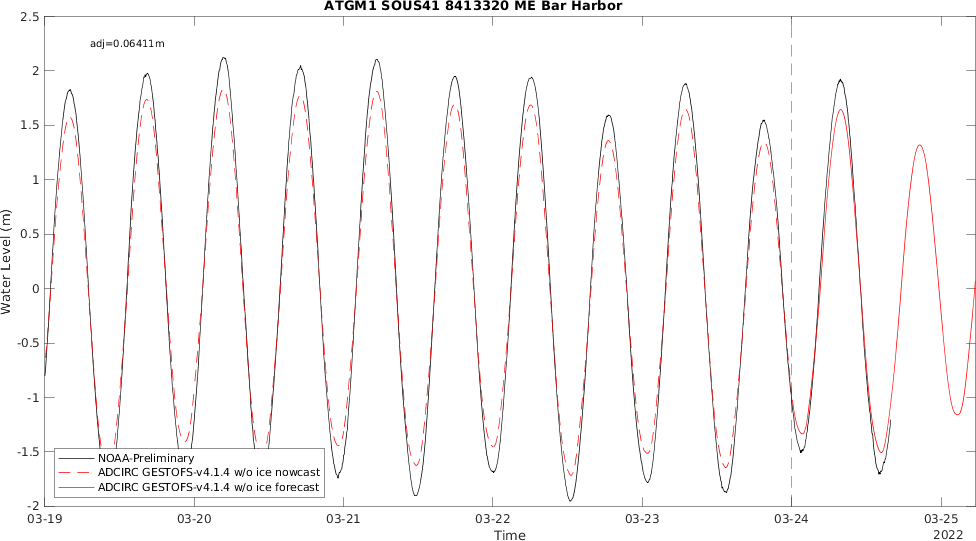 ATGM1 SOUS41 8413320 ME Bar Harbor
adj=0.06411m
Water Level (m)
2.5
2
1.5
1
0.5
0
-0.5
-1
-1.5
-2
NOAA-Preliminary
ADCIRC GESTOFS-v4.1.4 w/o ice nowcast
ADCIRC GESTOFS-v4.1.4 w/o ice forecast
03-19 03-20 03-21 03-22 03-23 03-24 03-25
Time
2022